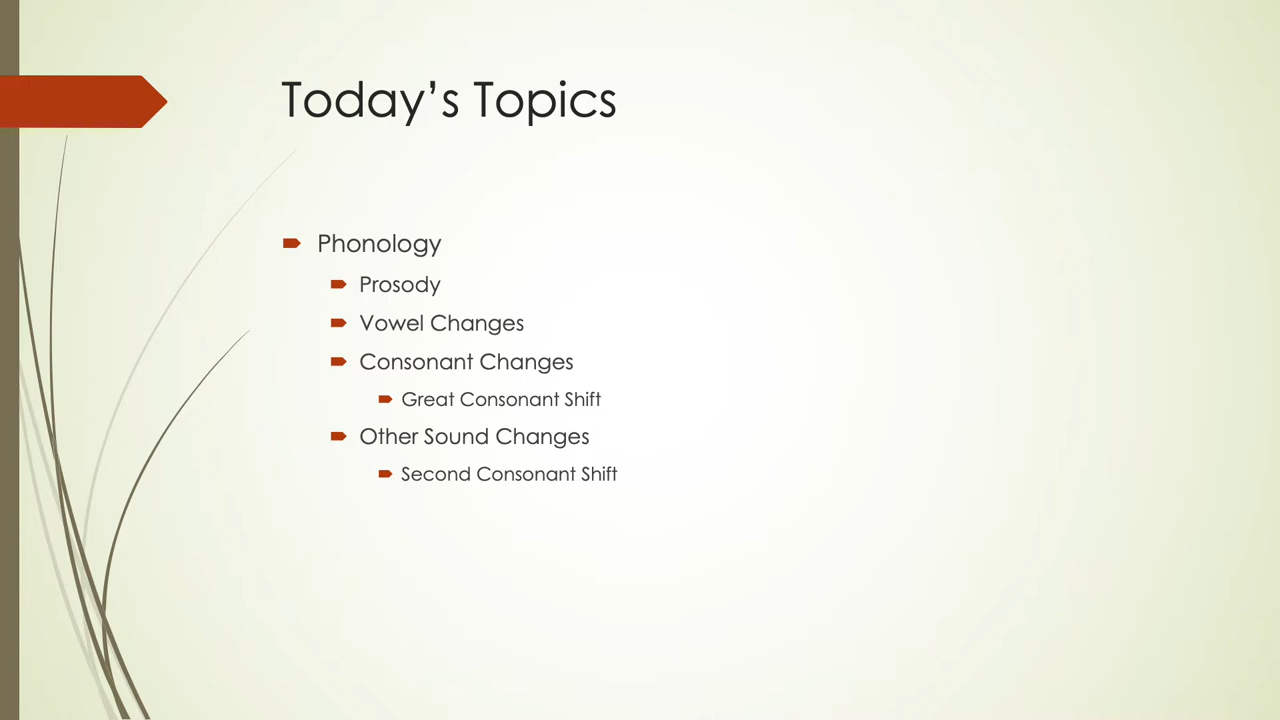 Today’s Topics
Phonology
Prosody
Vowel Changes
Consonant Changes
Great Consonant Shift
Other Sound Changes
Second Consonant Shift